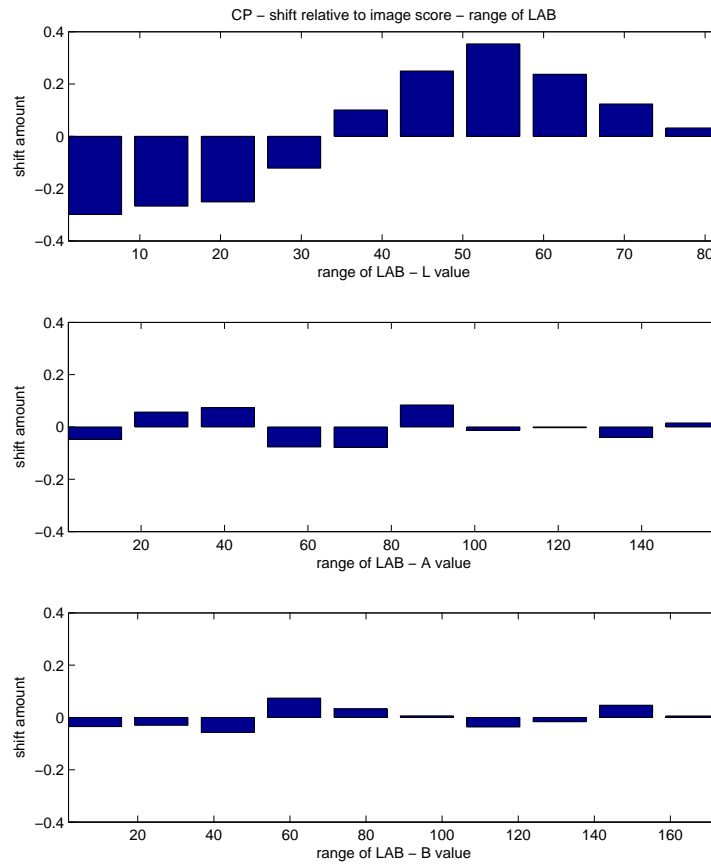 CP − shift relative to image score − range of LAB
0.4
0.2
0
−0.2
−0.4
shift amount
10 20 30 40 50 60 70 80
range of LAB − L value
0.4
0.2
0
−0.2
−0.4
shift amount
20 40 60 80 100 120 140
range of LAB − A value
0.4
0.2
0
−0.2
−0.4
shift amount
20 40 60 80 100 120 140 160
range of LAB − B value